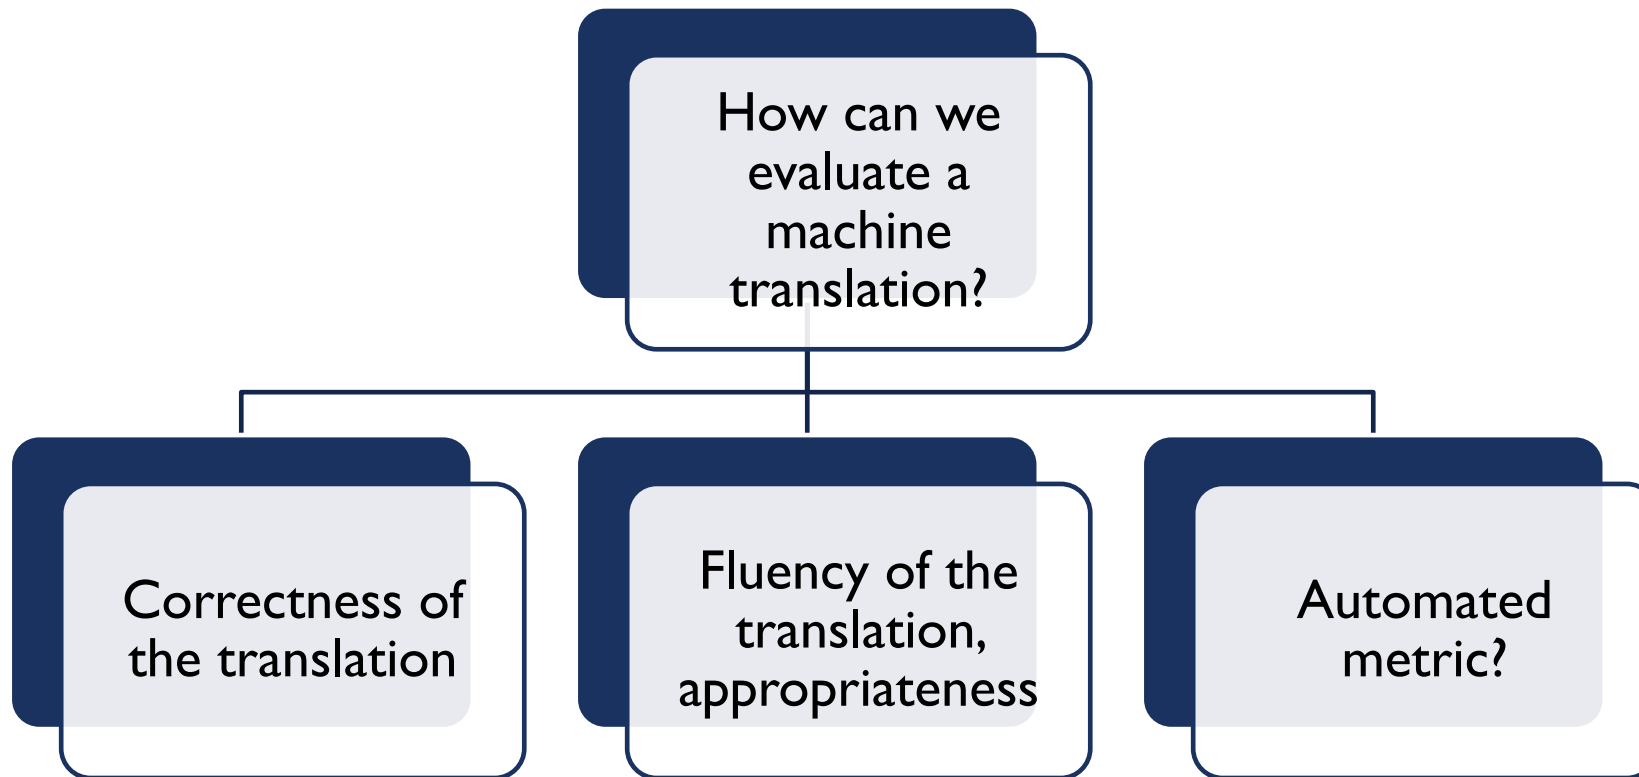 How can we
evaluate a
machine
translation?
Correctness of
the translation
Fluency of the
translation,
appropriateness
Automated
metric?